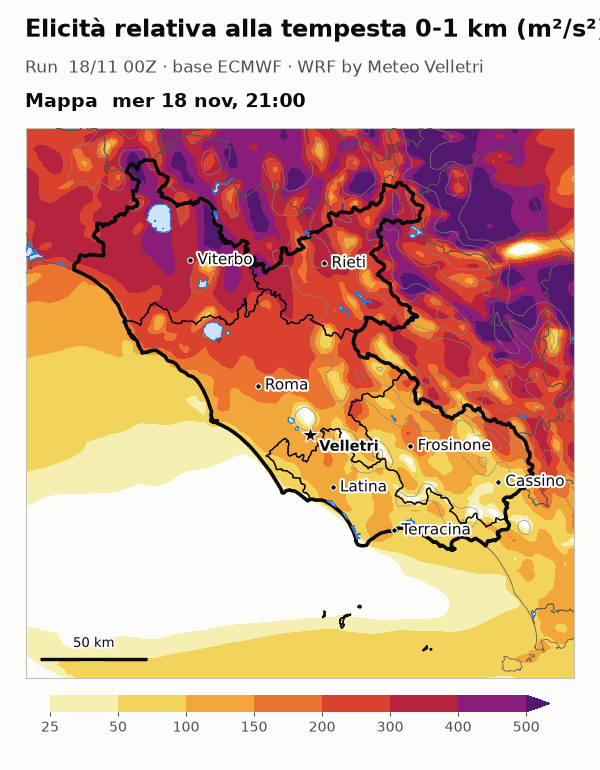 Elicità relativa alla tempesta 0-1 km (m²/s²)
Run 18/11 00Z · base ECMWF · WRF by Meteo Velletri
Mappa mer 18 nov, 21:00
Viterbo
Rieti
Roma
Velletri
Frosinone
Cassino
Latina
Terracina
50 km
25 50 100 150 200 300 400 500